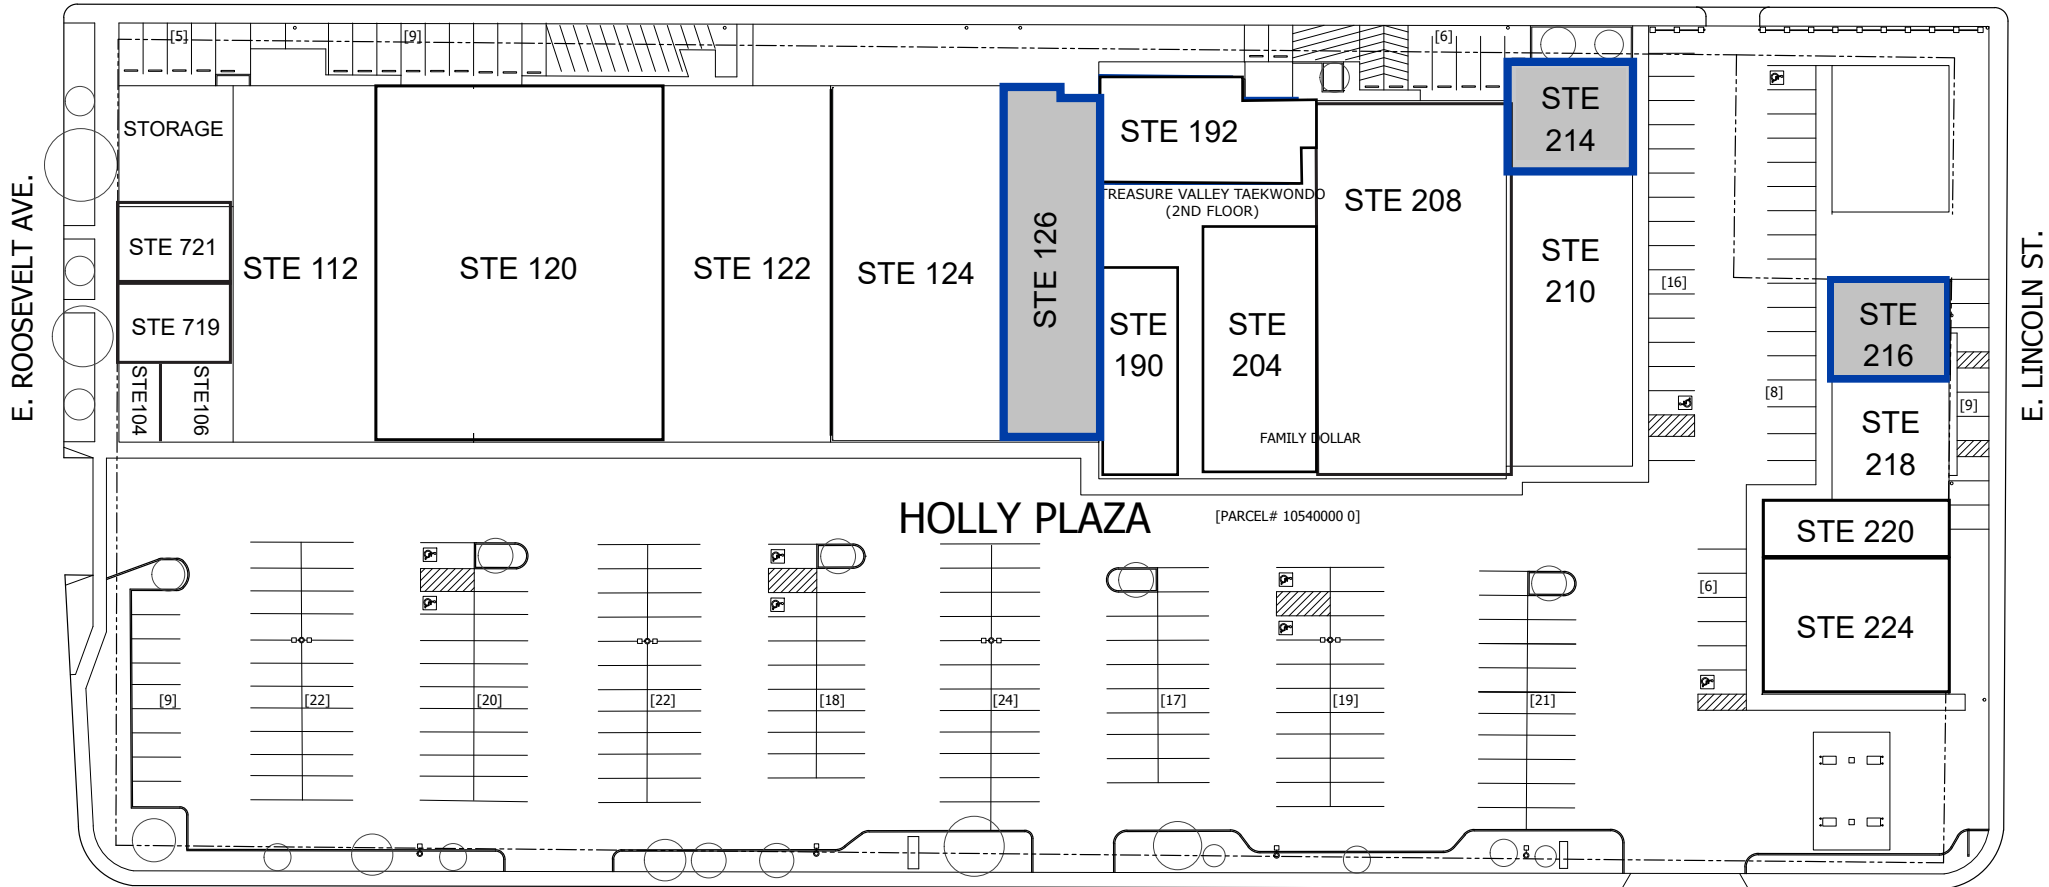 [5]
[9]
[6]
STORAGE
STE 721
STE 719
STE104
STE106
STE 112
STE 120
STE 122
STE 124
STE 126
STE 192
TREASURE VALLEY TAEKWONDO
(2ND FLOOR)
STE
190
STE
204
STE 208
FAMILY DOLLAR
STE
214
STE
210
[16]
[8]
STE
216
[9]
STE
218
STE 220
STE 224
[6]
E. ROOSEVELT AVE.
E. LINCOLN ST.
HOLLY PLAZA
[PARCEL# 10540000 0]
[9]
[22]
[20]
[22]
[18]
[24]
[17]
[19]
[21]